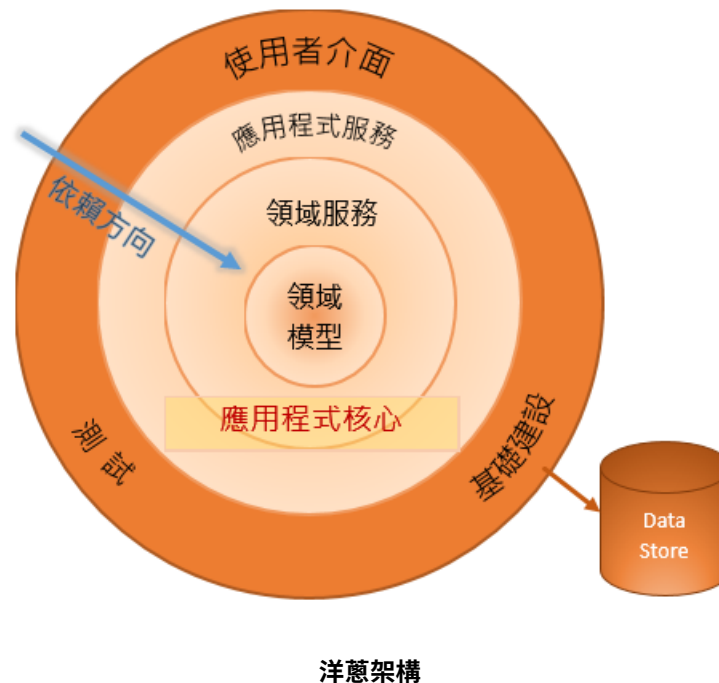 使用者介面
應用程式服務
依賴方向
領域服務
領域
模型
應用程式核心
測試
基礎建設
Data
Store
洋蔥架構